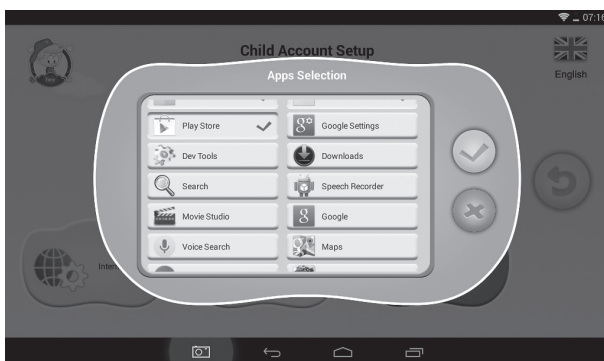 07:16
Child Account Setup
English
Apps Selection
Play Store
Google Settings
Dev Tools
Downloads
Search
Speech Recorder
Movie Studio
Google
Voice Search
Maps